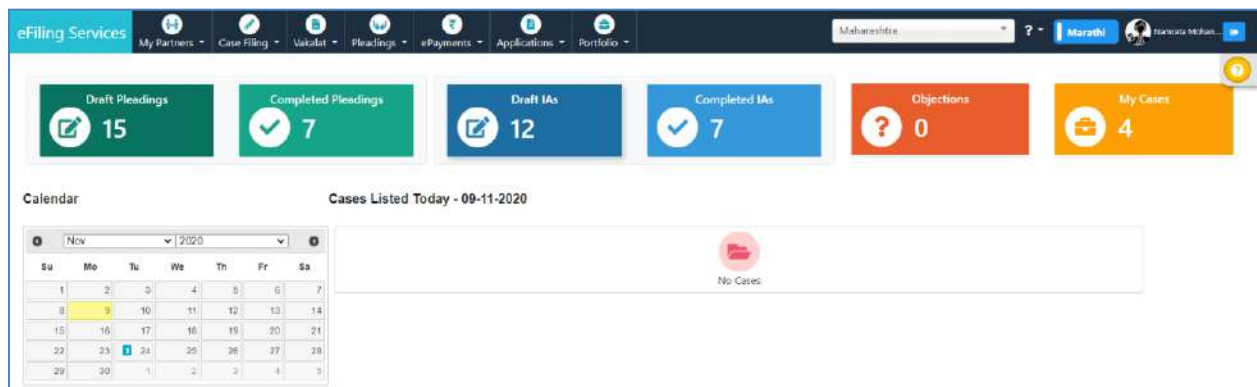 eFiling Services
My Partners
Case Filing
Vakalat
Pleadings
ePayments
Applications
Portfolio
Maharashtra
?
Marathi
Draft Pleadings
15
Completed Pleadings
7
Draft IAs
12
Completed IAs
7
Objections
0
My Cases
4
Calendar
Cases Listed Today - 09-11-2020
Nov 2020
Su Mo Tu We Th Fr Sa
1 2 3 4 5 6 7
8 9 10 11 12 13 14
15 16 17 18 19 20 21
22 23 1 24 25 26 27 28
29 30 1 2 3 4 5
No Cases